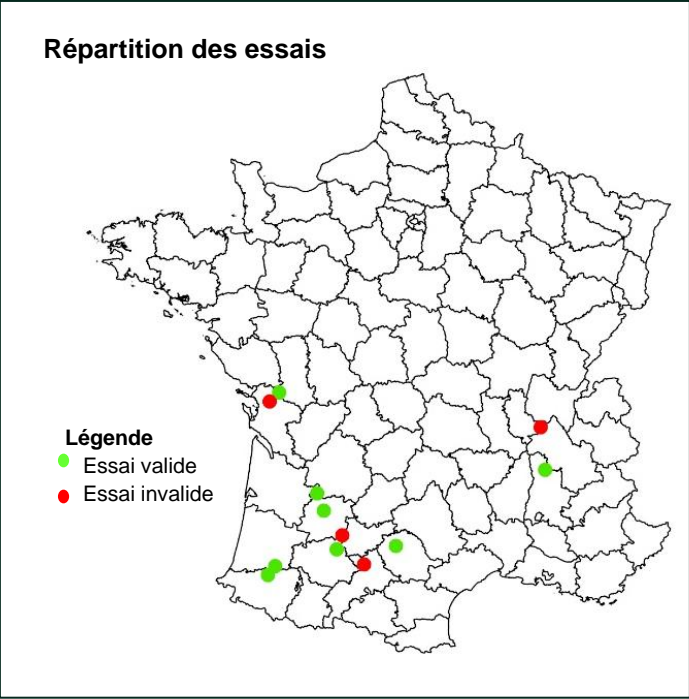 Répartition des essais
Légende
Essai valide
Essai invalide